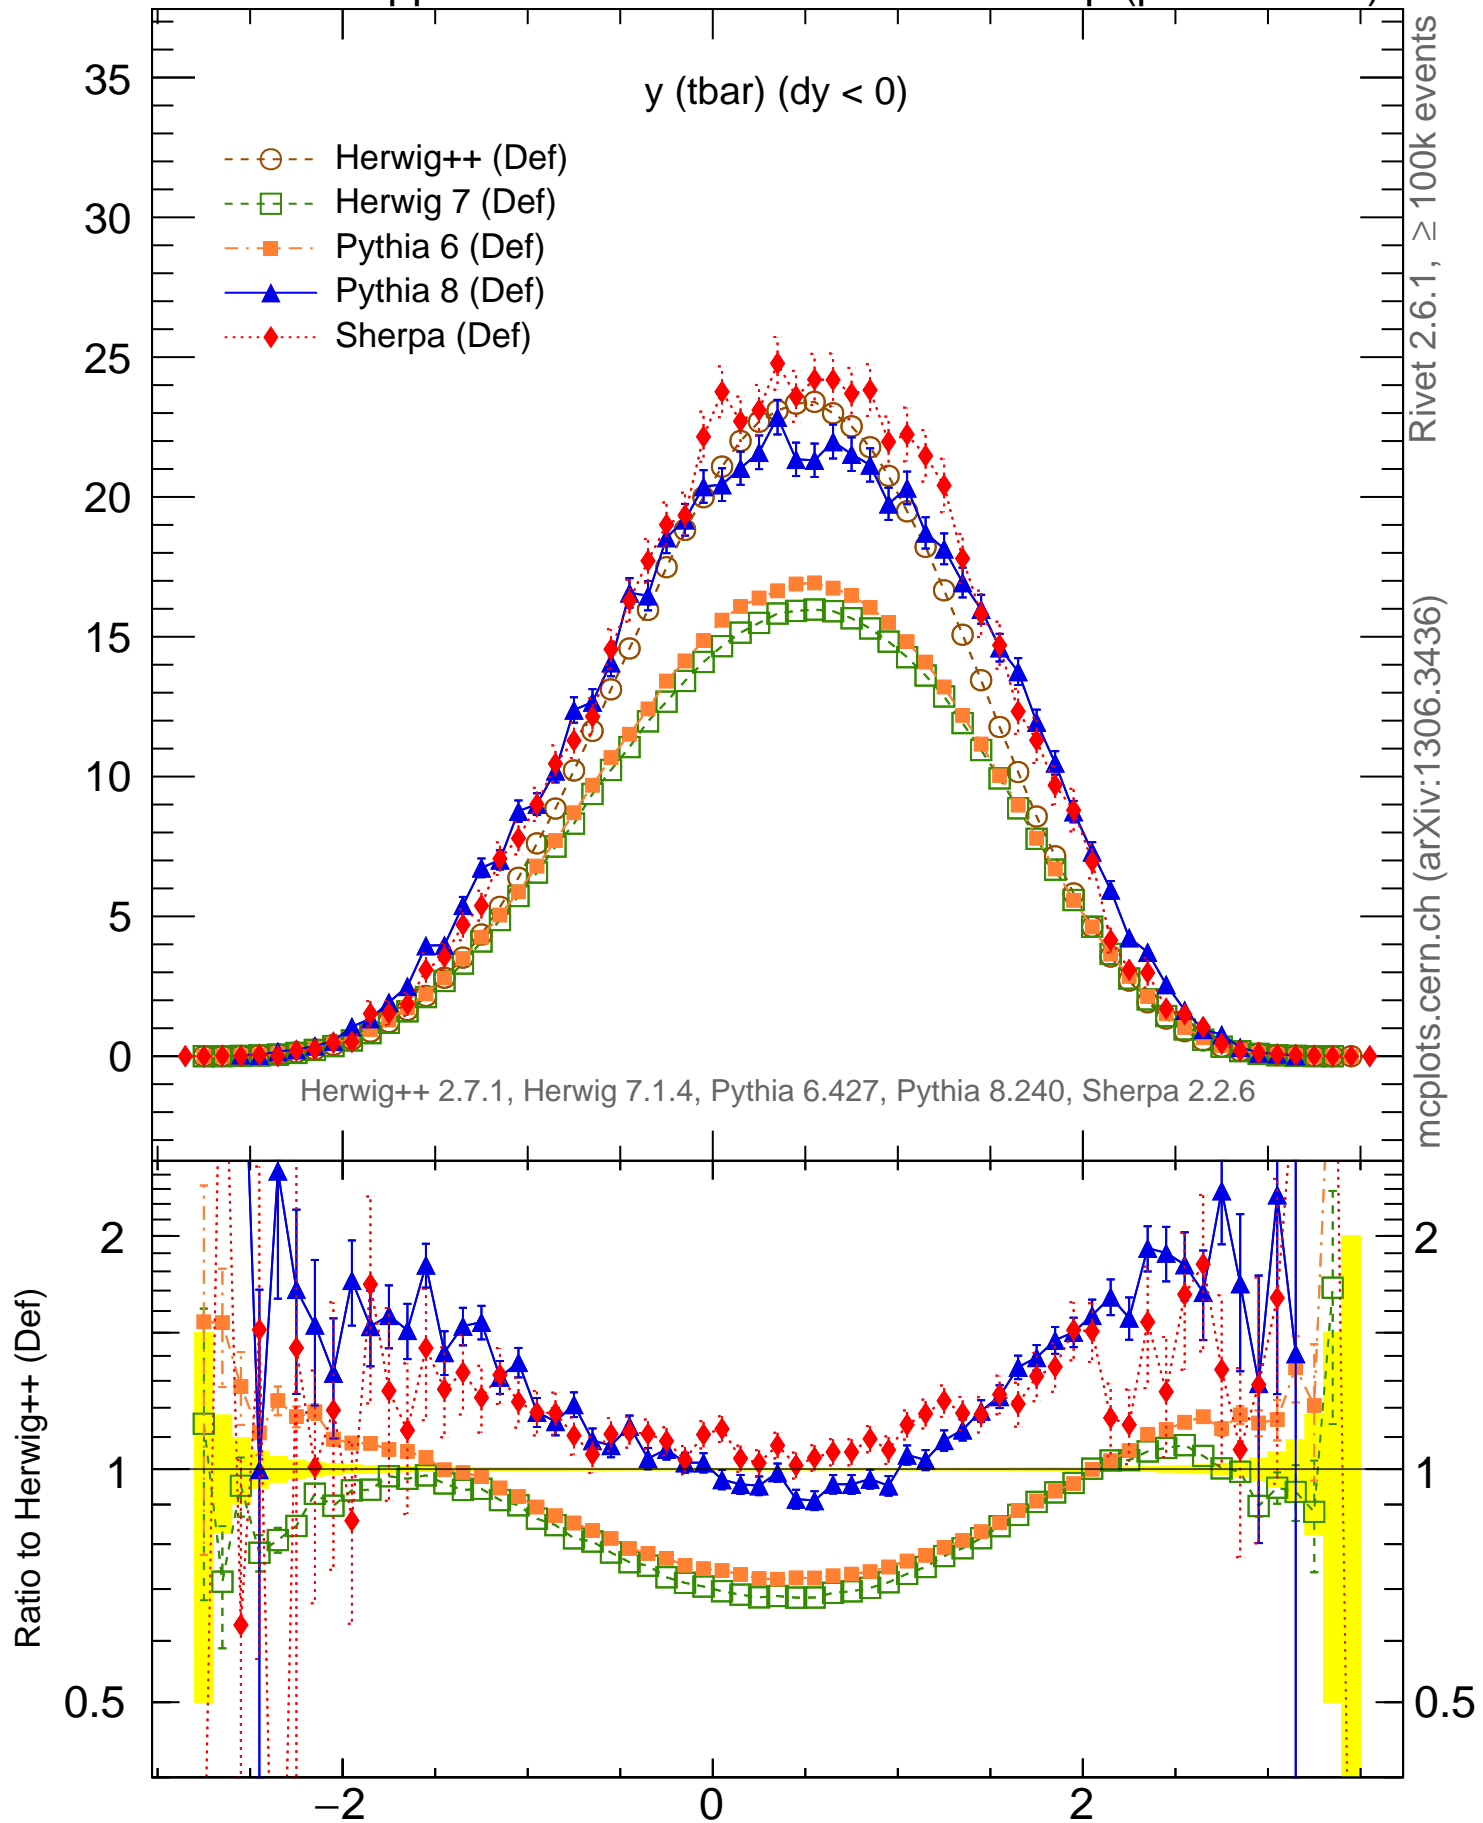 y (tbar) (dy < 0)
Herwig++ (Def)
Herwig 7 (Def)
Pythia 6 (Def)
Pythia 8 (Def)
Sherpa (Def)
35
30
25
20
15
10
5
0
Herwig++ 2.7.1, Herwig 7.1.4, Pythia 6.427, Pythia 8.240, Sherpa 2.2.6
Rivet 2.6.1, ≥ 100k events
mcplots.cern.ch (arXiv:1306.3436)
Ratio to Herwig++ (Def)
2
1
0.5
2
1
0.5
−2
0
2